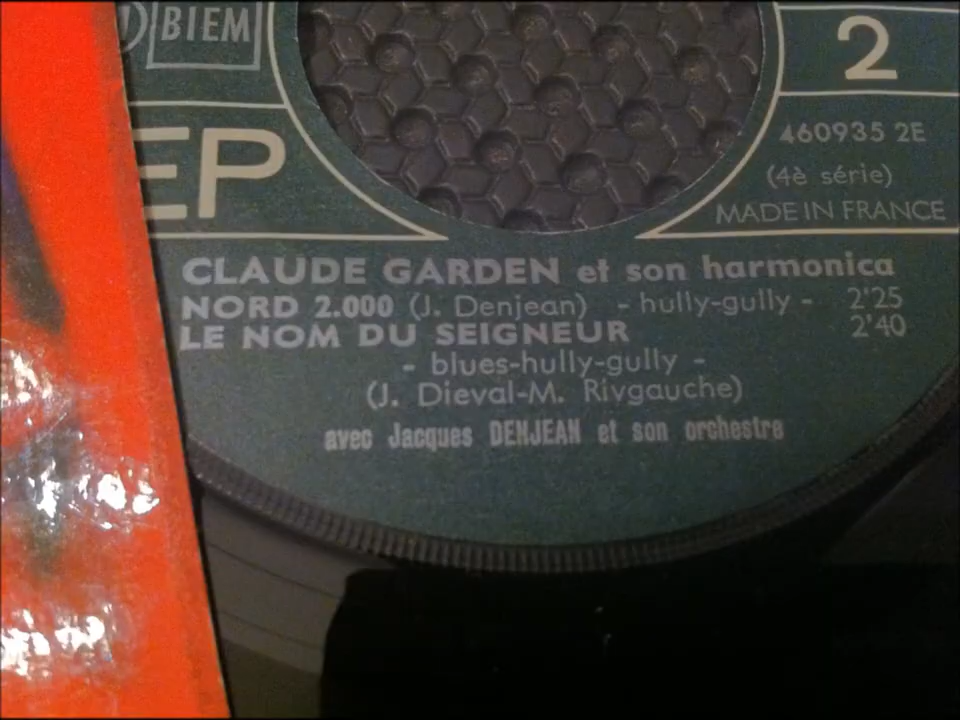 BIEM
2
EP
460935 2E
(4è série)
MADE IN FRANCE
CLAUDE GARDEN et son harmonica
NORD 2.000 (J. Denjean) - hully-gully - 2'25
LE NOM DU SEIGNEUR 2'40
- blues-hully-gully -
(J. Dieval-M. Rivgauche)
avec Jacques DENJEAN et son orchestre